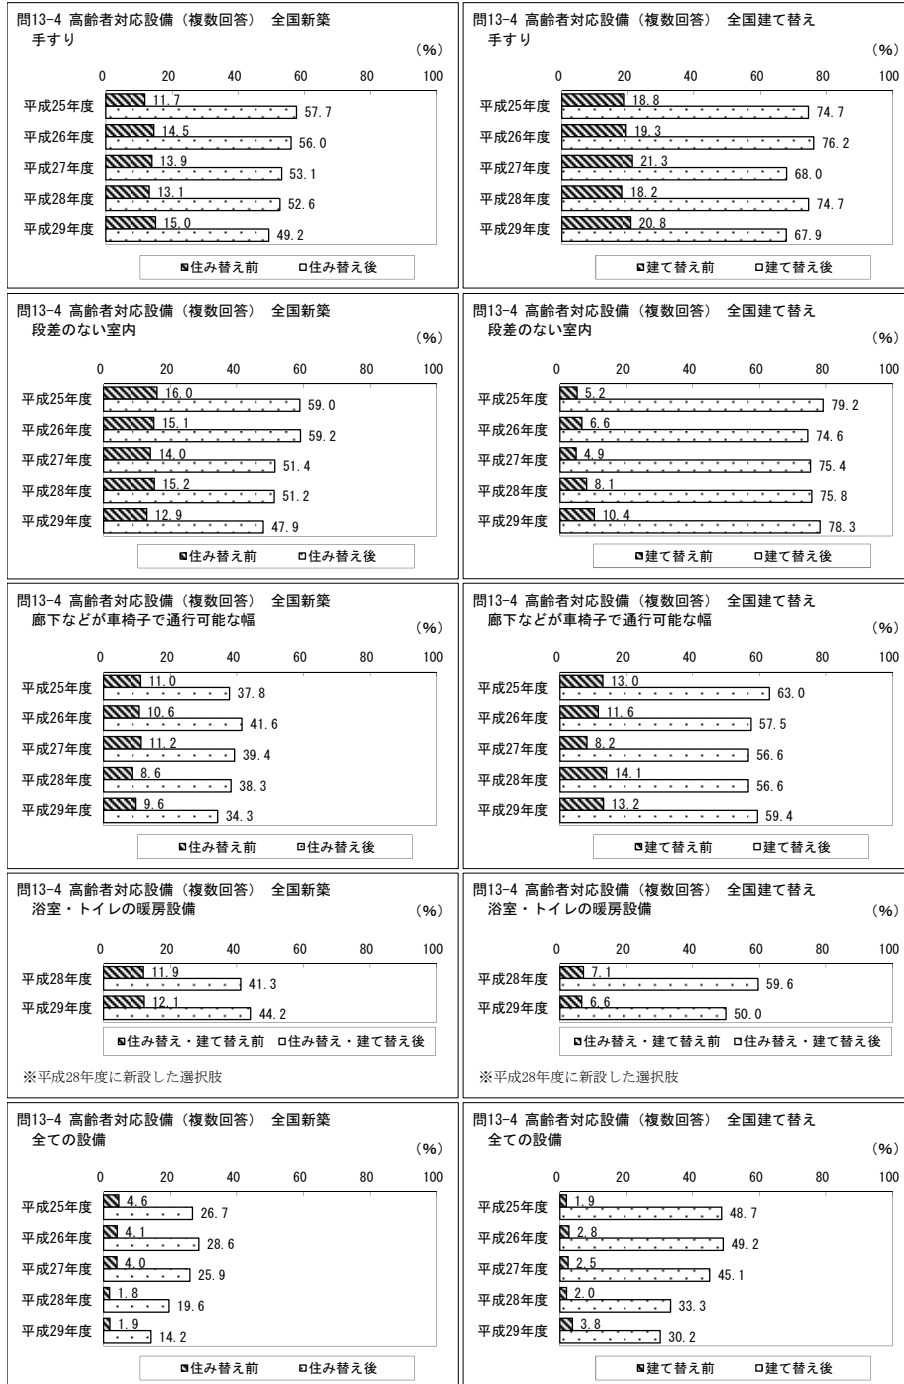 問13-4 高齢者対応設備(複数回答) 全国新築
手すり
(%)
0 20 40 60 80 100
平成25年度 11.7 57.7
平成26年度 14.5 56.0
平成27年度 13.9 53.1
平成28年度 13.1 52.6
平成29年度 15.0 49.2
住み替え前 住み替え後
問13-4 高齢者対応設備(複数回答) 全国建て替え
手すり
(%)
0 20 40 60 80 100
平成25年度 18.8 74.7
平成26年度 19.3 76.2
平成27年度 21.3 68.0
平成28年度 18.2 74.7
平成29年度 20.8 67.9
建て替え前 建て替え後
問13-4 高齢者対応設備(複数回答) 全国新築
段差のない室内
(%)
0 20 40 60 80 100
平成25年度 16.0 59.0
平成26年度 15.1 59.2
平成27年度 14.0 51.4
平成28年度 15.2 51.2
平成29年度 12.9 47.9
住み替え前 住み替え後
問13-4 高齢者対応設備(複数回答) 全国建て替え
段差のない室内
(%)
0 20 40 60 80 100
平成25年度 5.2 79.2
平成26年度 6.6 74.6
平成27年度 4.9 75.4
平成28年度 8.1 75.8
平成29年度 10.4 78.3
建て替え前 建て替え後
問13-4 高齢者対応設備(複数回答) 全国新築
廊下などが車椅子で通行可能な幅
(%)
0 20 40 60 80 100
平成25年度 11.0 37.8
平成26年度 10.6 41.6
平成27年度 11.2 39.4
平成28年度 8.6 38.3
平成29年度 9.6 34.3
住み替え前 住み替え後
問13-4 高齢者対応設備(複数回答) 全国建て替え
廊下などが車椅子で通行可能な幅
(%)
0 20 40 60 80 100
平成25年度 13.0 63.0
平成26年度 11.6 57.5
平成27年度 8.2 56.6
平成28年度 14.1 56.6
平成29年度 13.2 59.4
建て替え前 建て替え後
問13-4 高齢者対応設備(複数回答) 全国新築
浴室・トイレの暖房設備
(%)
0 20 40 60 80 100
平成28年度 11.9 41.3
平成29年度 12.1 44.2
住み替え・建て替え前 住み替え・建て替え後
※平成28年度に新設した選択肢
問13-4 高齢者対応設備(複数回答) 全国建て替え
浴室・トイレの暖房設備
(%)
0 20 40 60 80 100
平成28年度 7.1 59.6
平成29年度 6.6 50.0
住み替え・建て替え前 住み替え・建て替え後
※平成28年度に新設した選択肢
問13-4 高齢者対応設備(複数回答) 全国新築
全ての設備
(%)
0 20 40 60 80 100
平成25年度 4.6 26.7
平成26年度 4.1 28.6
平成27年度 4.0 25.9
平成28年度 1.8 19.6
平成29年度 1.9 14.2
住み替え前 住み替え後
問13-4 高齢者対応設備(複数回答) 全国建て替え
全ての設備
(%)
0 20 40 60 80 100
平成25年度 1.9 48.7
平成26年度 2.8 49.2
平成27年度 2.5 45.1
平成28年度 2.0 33.3
平成29年度 3.8 30.2
建て替え前 建て替え後